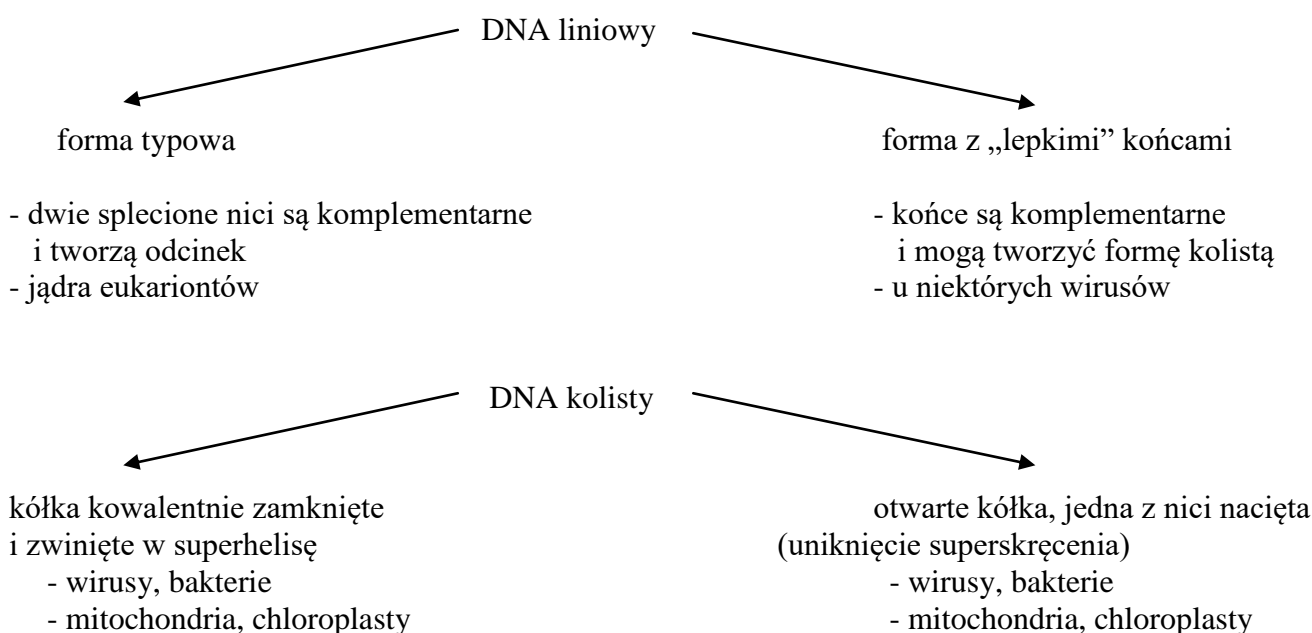 DNA liniowy
forma typowa
- dwie splecione nici są komplementarne
i tworzą odcinek
- jądra eukariontów
forma z „lepkimi” końcami
- końce są komplementarne
i mogą tworzyć formę kolistą
- u niektórych wirusów
DNA kolisty
kółka kowalentnie zamknięte
i zwinięte w superhelisę
- wirusy, bakterie
- mitochondria, chloroplasty
otwarte kółka, jedna z nici nacięta
(uniknięcie superskręcenia)
- wirusy, bakterie
- mitochondria, chloroplasty